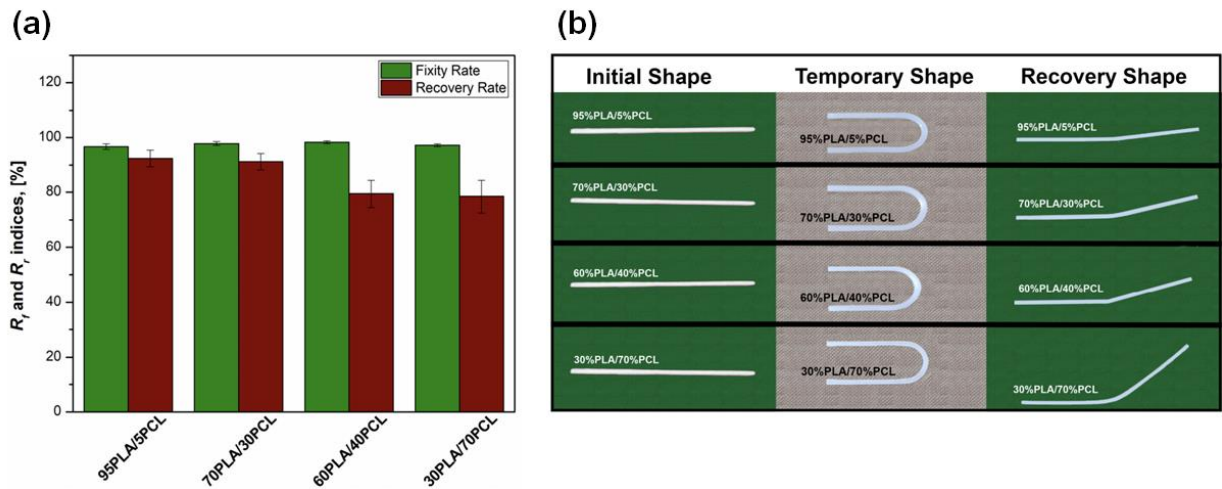 (a)
120
100
80
60
40
20
0
Rf and Rr indices, [%]
Fixity Rate
Recovery Rate
95PLA/5PCL
70PLA/30PCL
60PLA/40PCL
30PLA/70PCL
(b)
Initial Shape Temporary Shape Recovery Shape
95%PLA/5%PCL 95%PLA/5%PCL 95%PLA/5%PCL
70%PLA/30%PCL 70%PLA/30%PCL 70%PLA/30%PCL
60%PLA/40%PCL 60%PLA/40%PCL 60%PLA/40%PCL
30%PLA/70%PCL 30%PLA/70%PCL 30%PLA/70%PCL